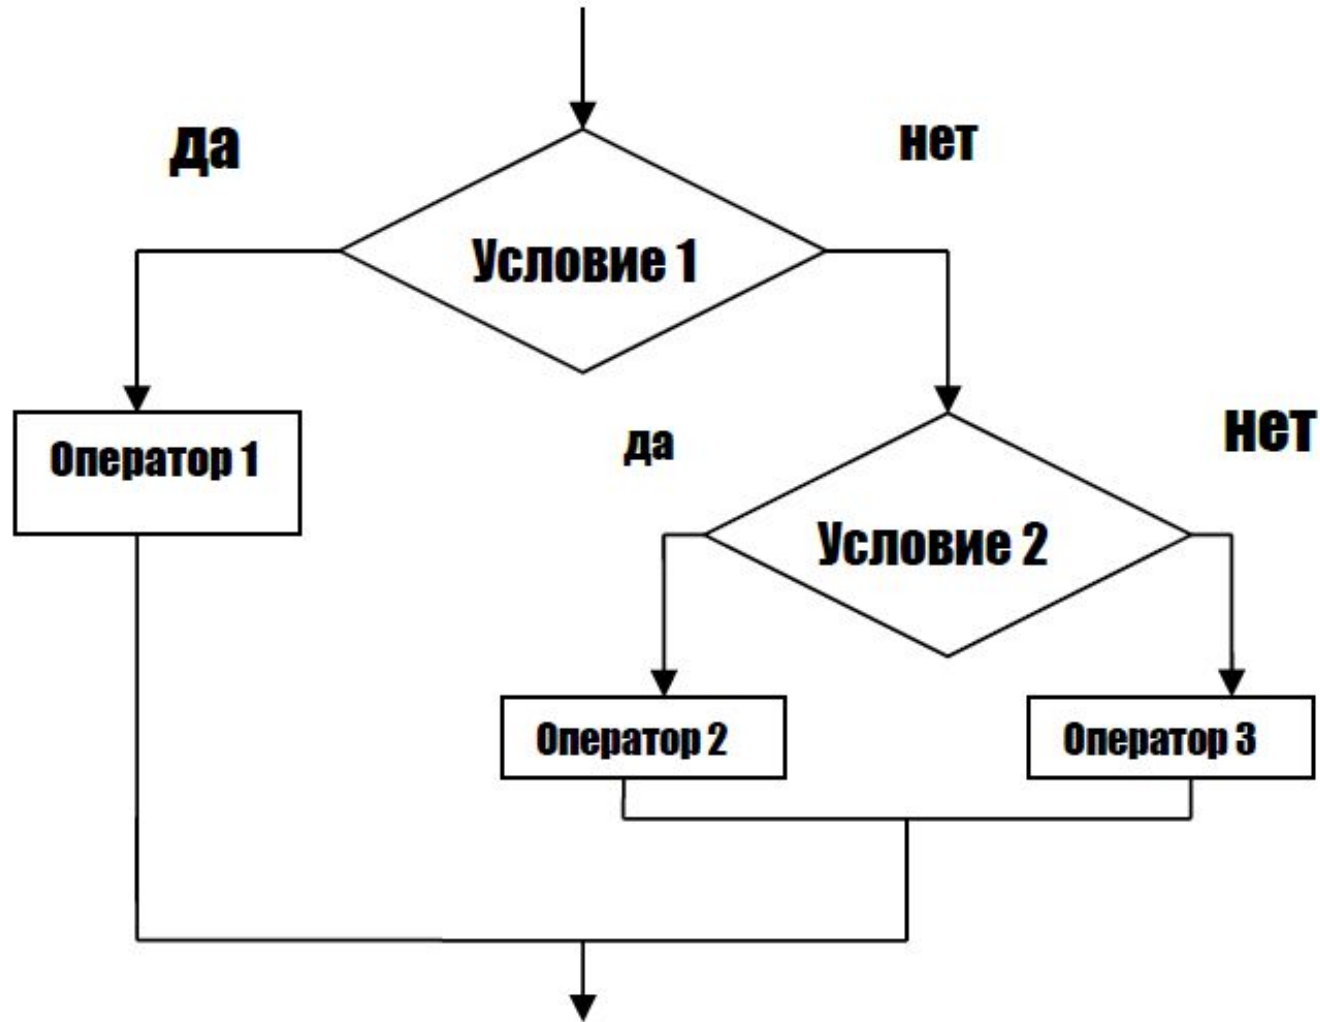 да
нет
Условие 1
Оператор 1
да
нет
Условие 2
Оператор 2
Оператор 3